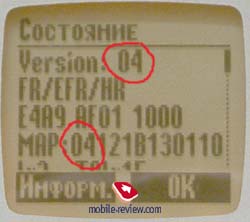 Состояние
Version: 04
FR/EFR/HR
E4A9 AE01 1000
MAP:04121B130110
Информ. OK
mobile-review.com